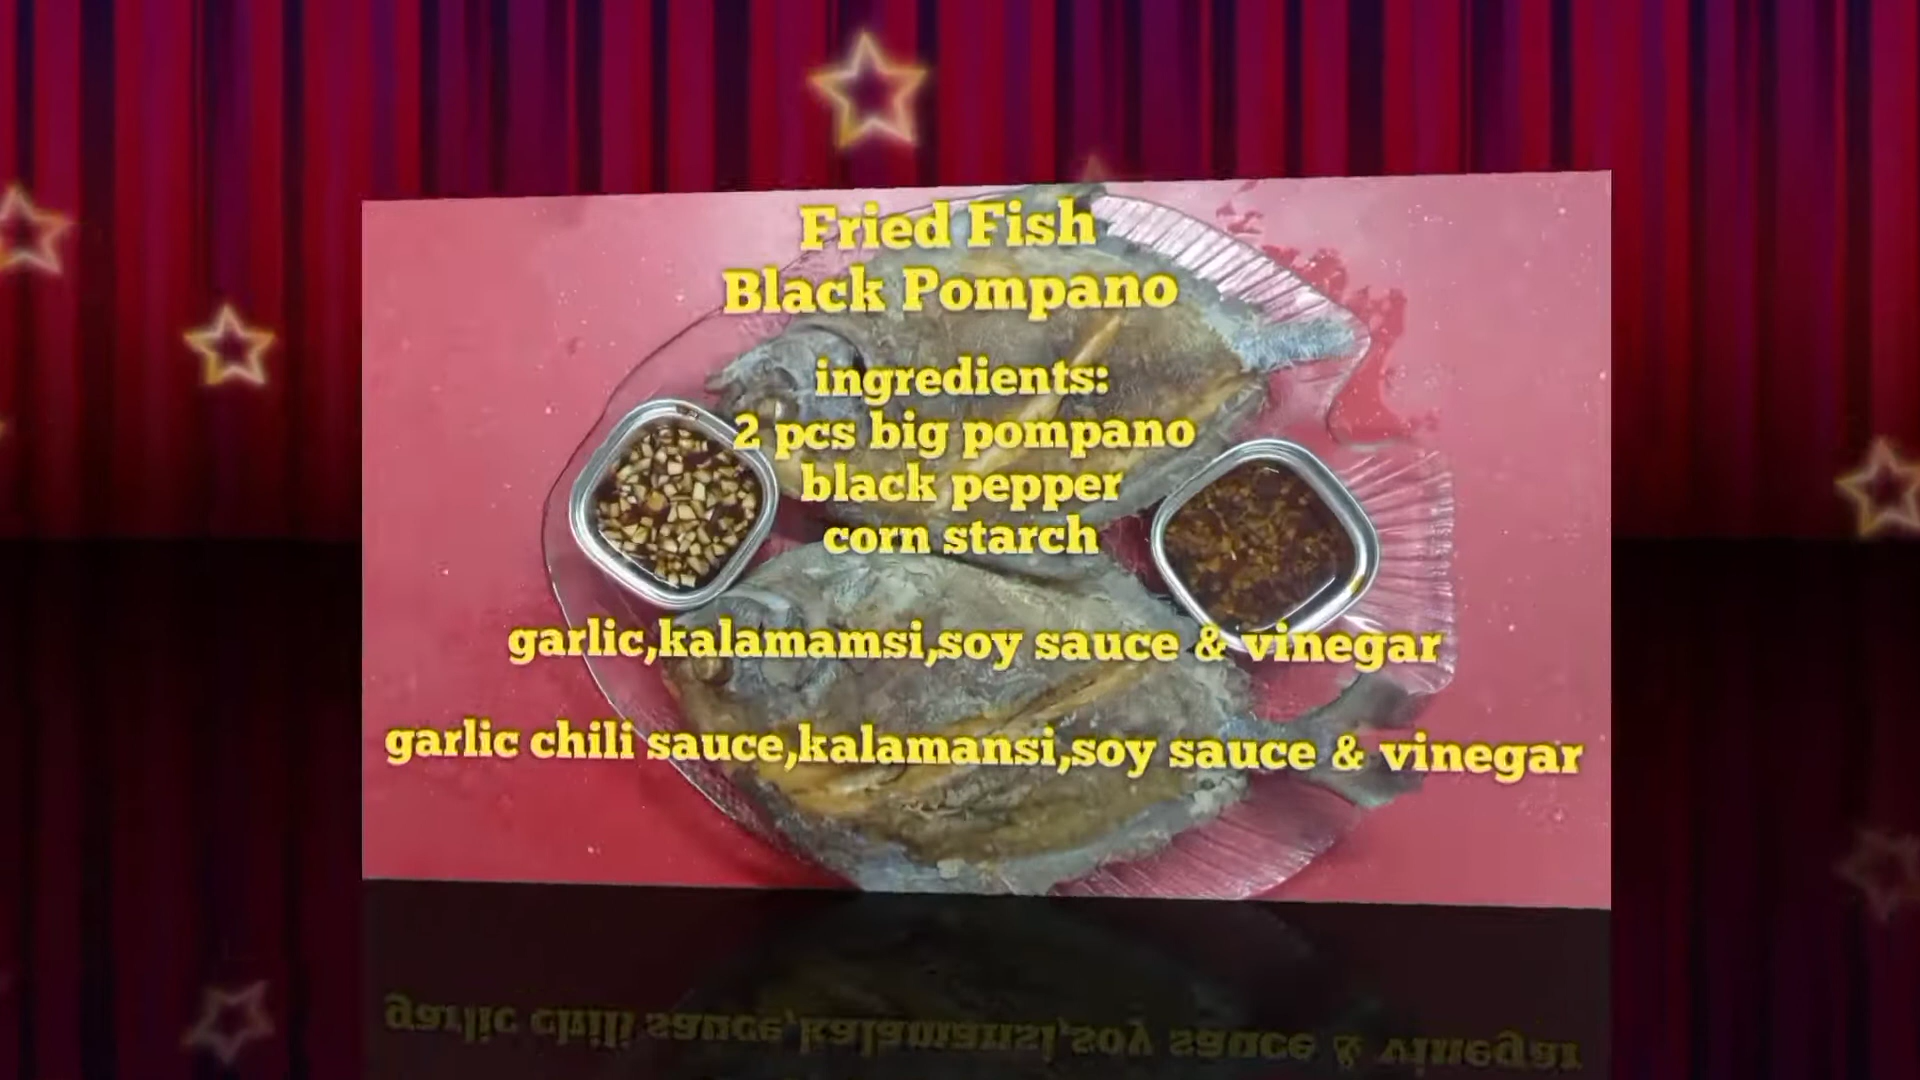 Fried Fish
Black Pompano
ingredients:
2 pcs big pompano
black pepper
corn starch
garlic,kalamamsi,soy sauce & vinegar
garlic chili sauce,kalamansi,soy sauce & vinegar